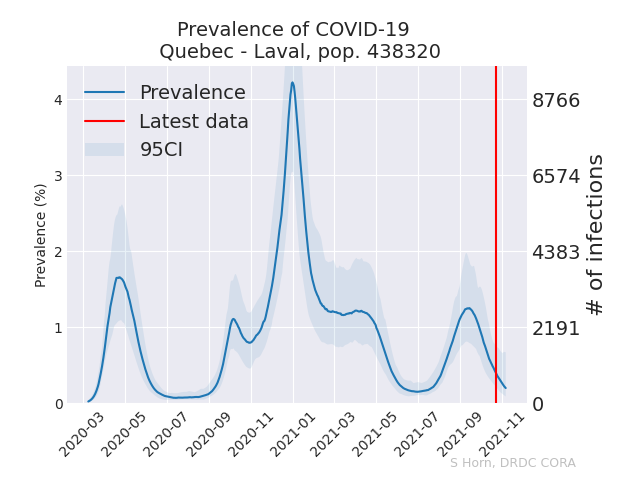 Prevalence of COVID-19
Quebec - Laval, pop. 438320
Prevalence
Latest data
95CI
Prevalence (%)
4
3
2
1
0
8766
6574
4383
2191
0
# of infections
2020-03
2020-05
2020-07
2020-09
2020-11
2021-01
2021-03
2021-05
2021-07
2021-09
2021-11
S Horn, DRDC CORA